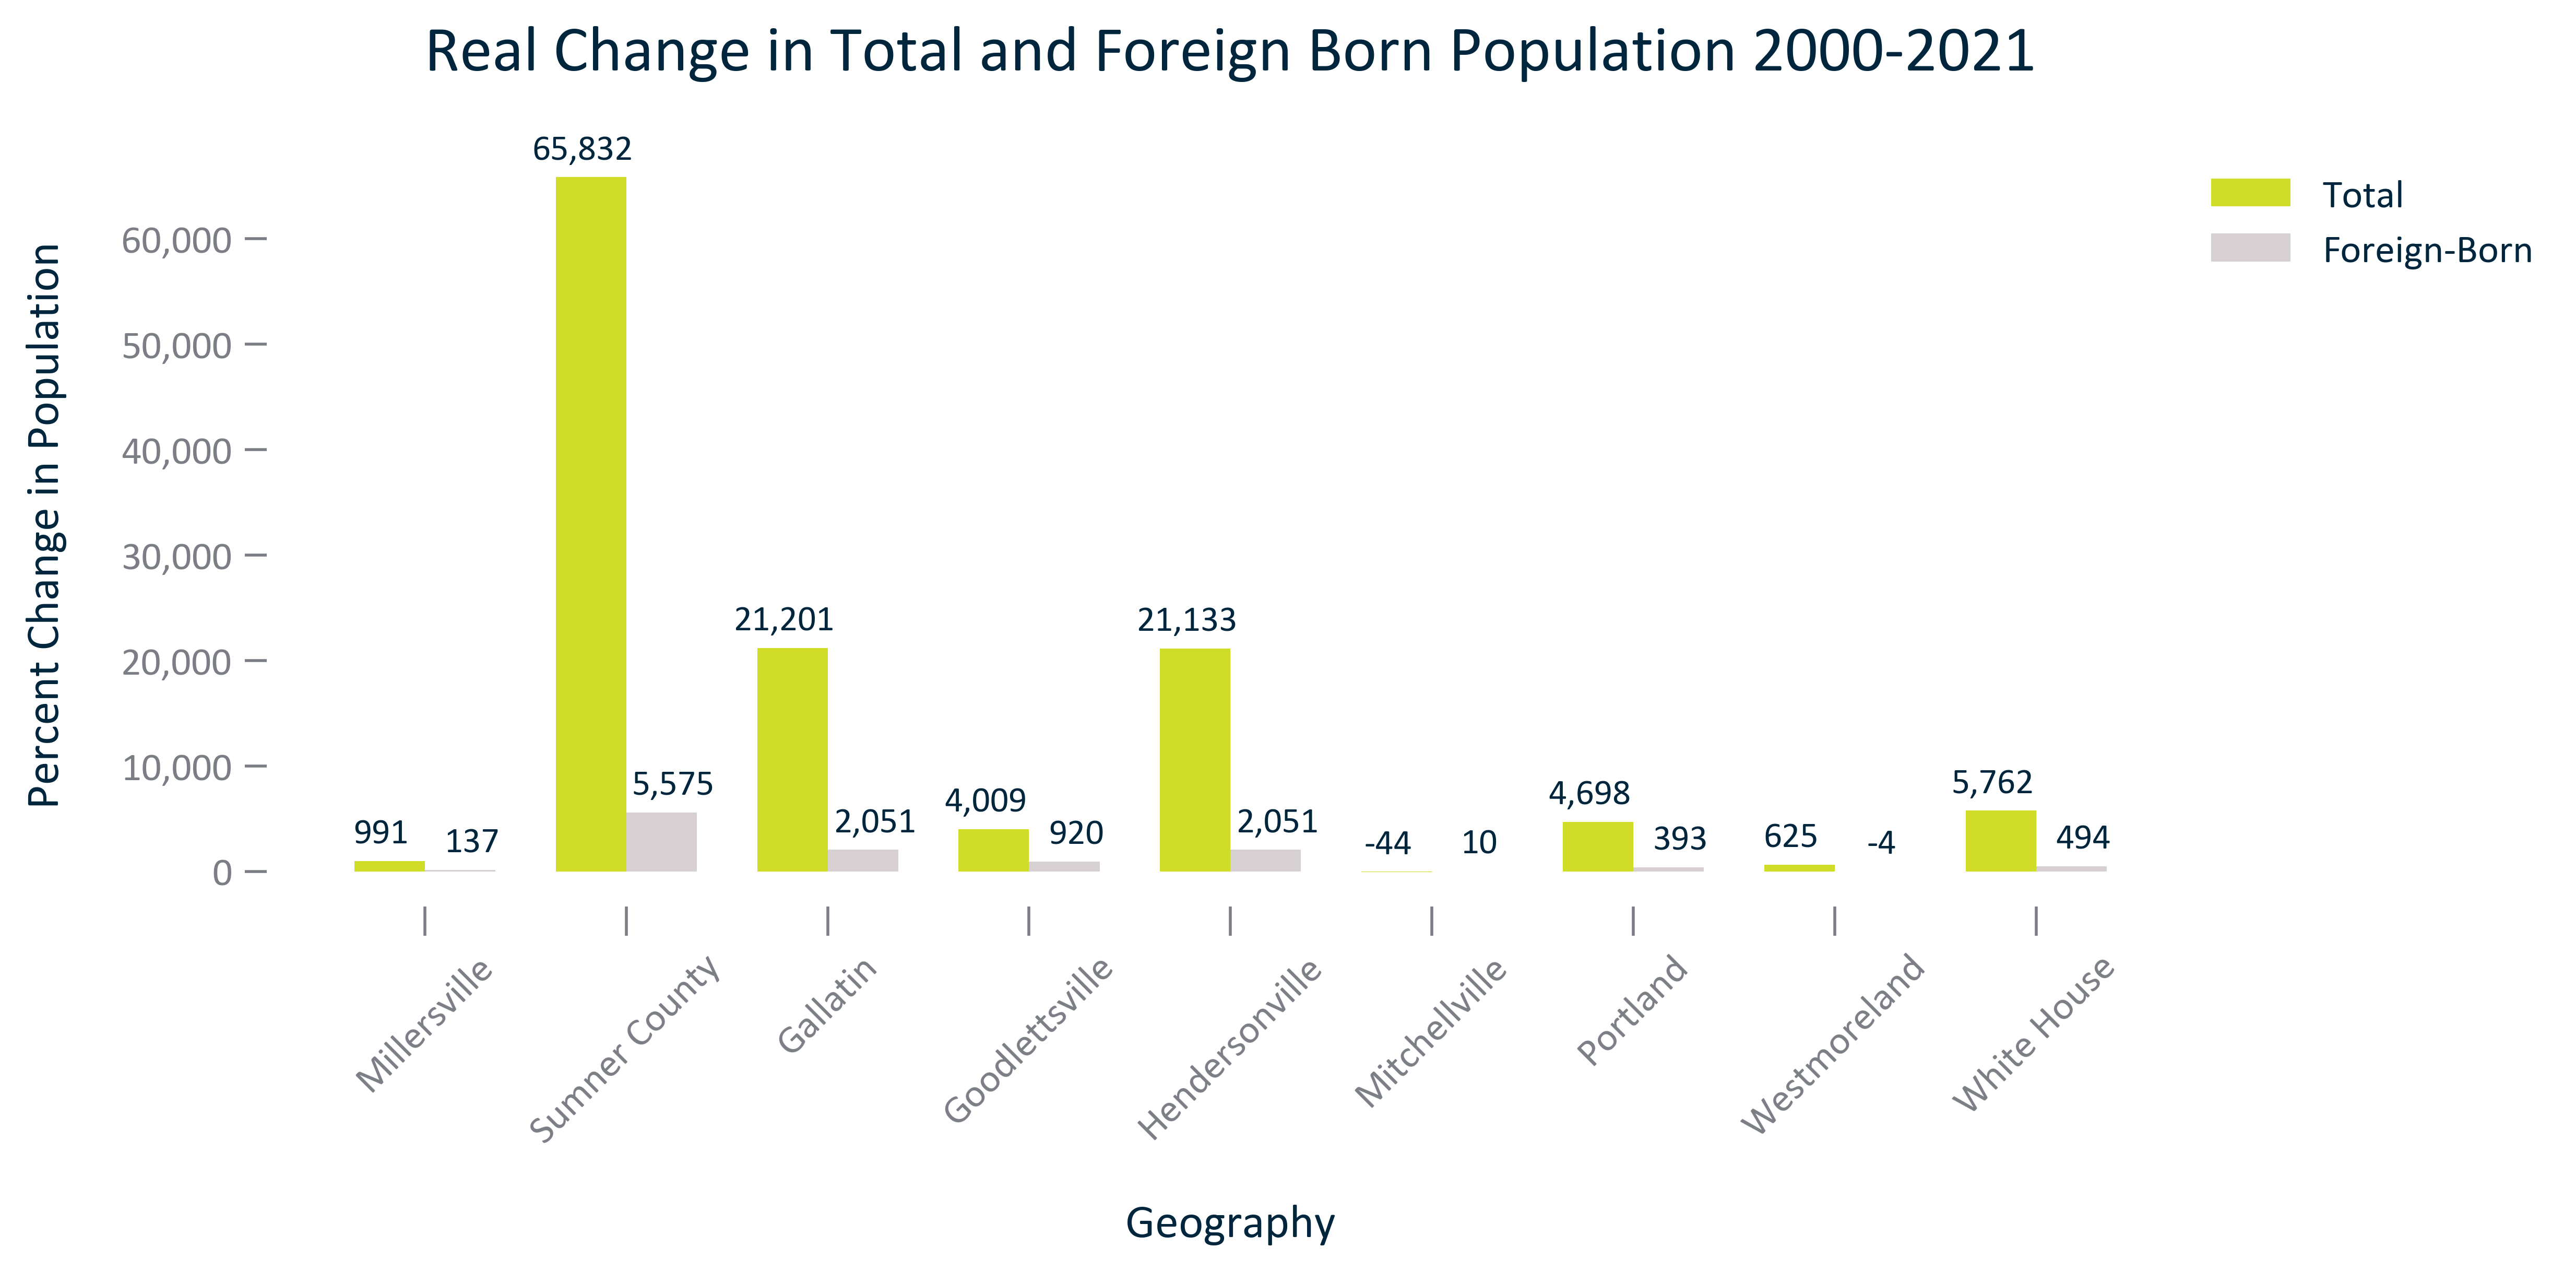 Real Change in Total and Foreign Born Population 2000-2021
Total
Foreign-Born
Percent Change in Population
60,000
50,000
40,000
30,000
20,000
10,000
0
991
137
65,832
5,575
21,201
2,051
4,009
920
21,133
2,051
-44
10
4,698
393
625
-4
5,762
494
Millersville
Sumner County
Gallatin
Goodlettsville
Hendersonville
Mitchellville
Portland
Westmoreland
White House
Geography